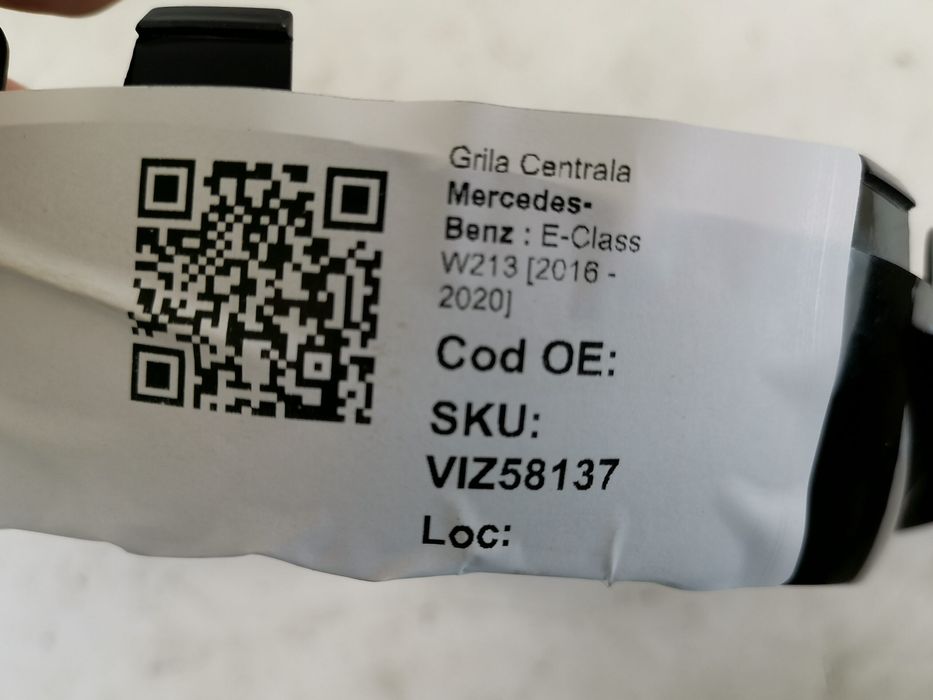 Grila Centrala
Mercedes-
Benz : E-Class
W213 [2016 -
2020]
Cod OE:
SKU:
VIZ58137
Loc: